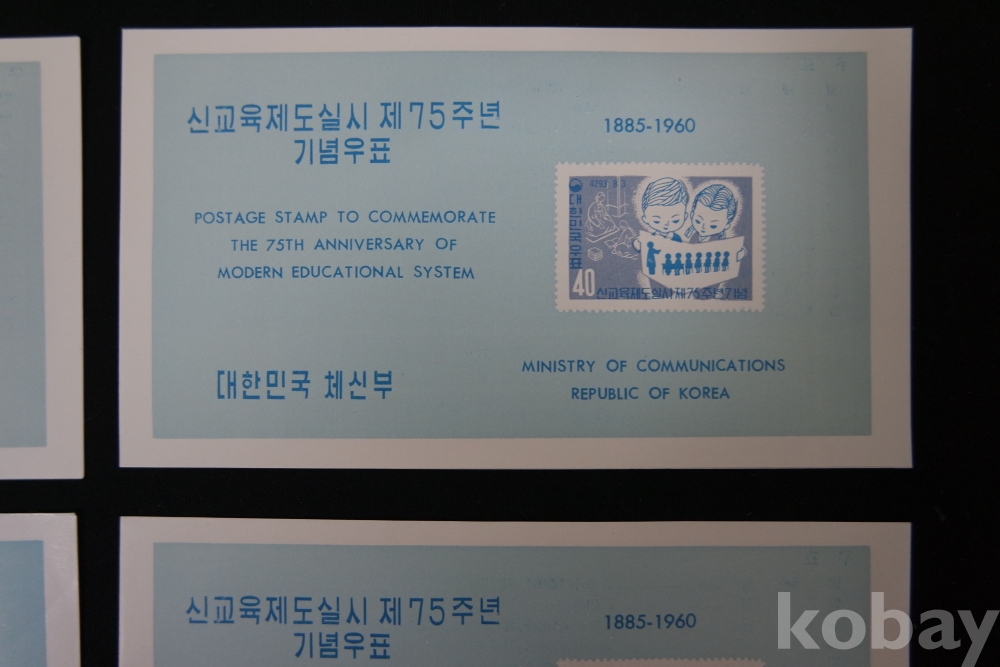 신교육제도실시 제75주년
기념우표
1885-1960
POSTAGE STAMP TO COMMEMORATE
THE 75TH ANNIVERSARY OF
MODERN EDUCATIONAL SYSTEM
대한민국우표
40
신교육제도실시제75주년기념
대한민국 체신부
MINISTRY OF COMMUNICATIONS
REPUBLIC OF KOREA
신교육제도실시 제75주년
기념우표
1885-1960
kobay